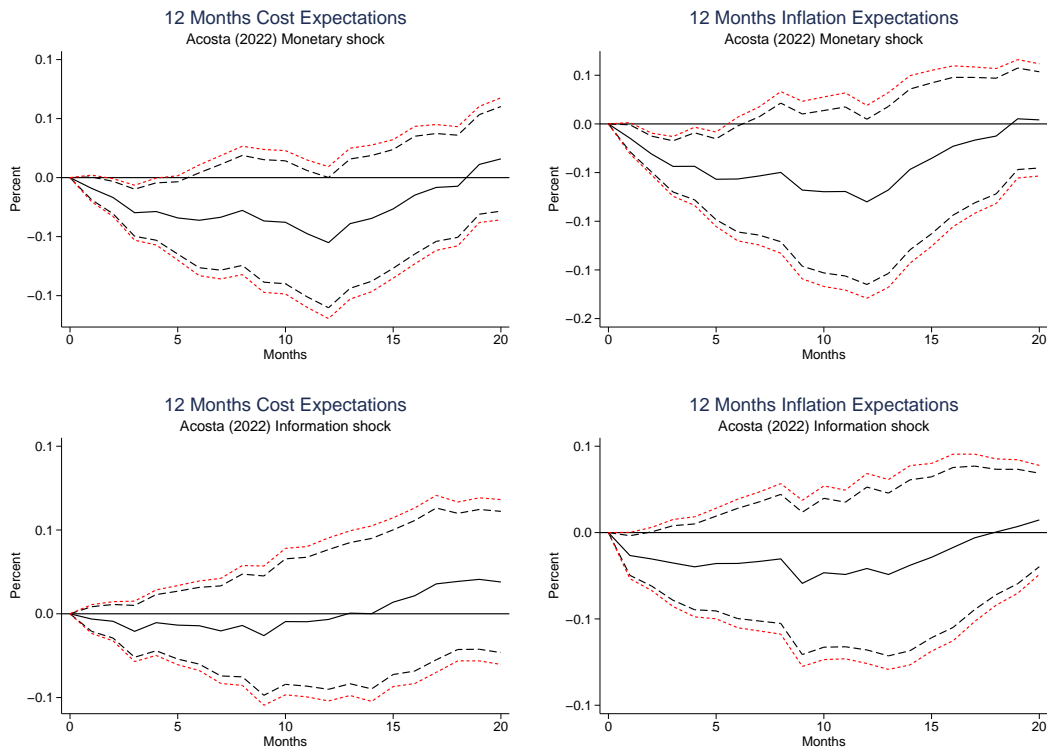 12 Months Cost Expectations
Acosta (2022) Monetary shock
0.1
0.1
0.0
−0.1
−0.1
Percent
0
5
10
15
20
Months
12 Months Inflation Expectations
Acosta (2022) Monetary shock
0.1
0.0
−0.1
−0.1
−0.1
−0.2
Percent
0
5
10
15
20
Months
12 Months Cost Expectations
Acosta (2022) Information shock
0.1
0.1
0.0
−0.1
Percent
0
5
10
15
20
Months
12 Months Inflation Expectations
Acosta (2022) Information shock
0.1
0.1
0.0
−0.1
−0.1
Percent
0
5
10
15
20
Months